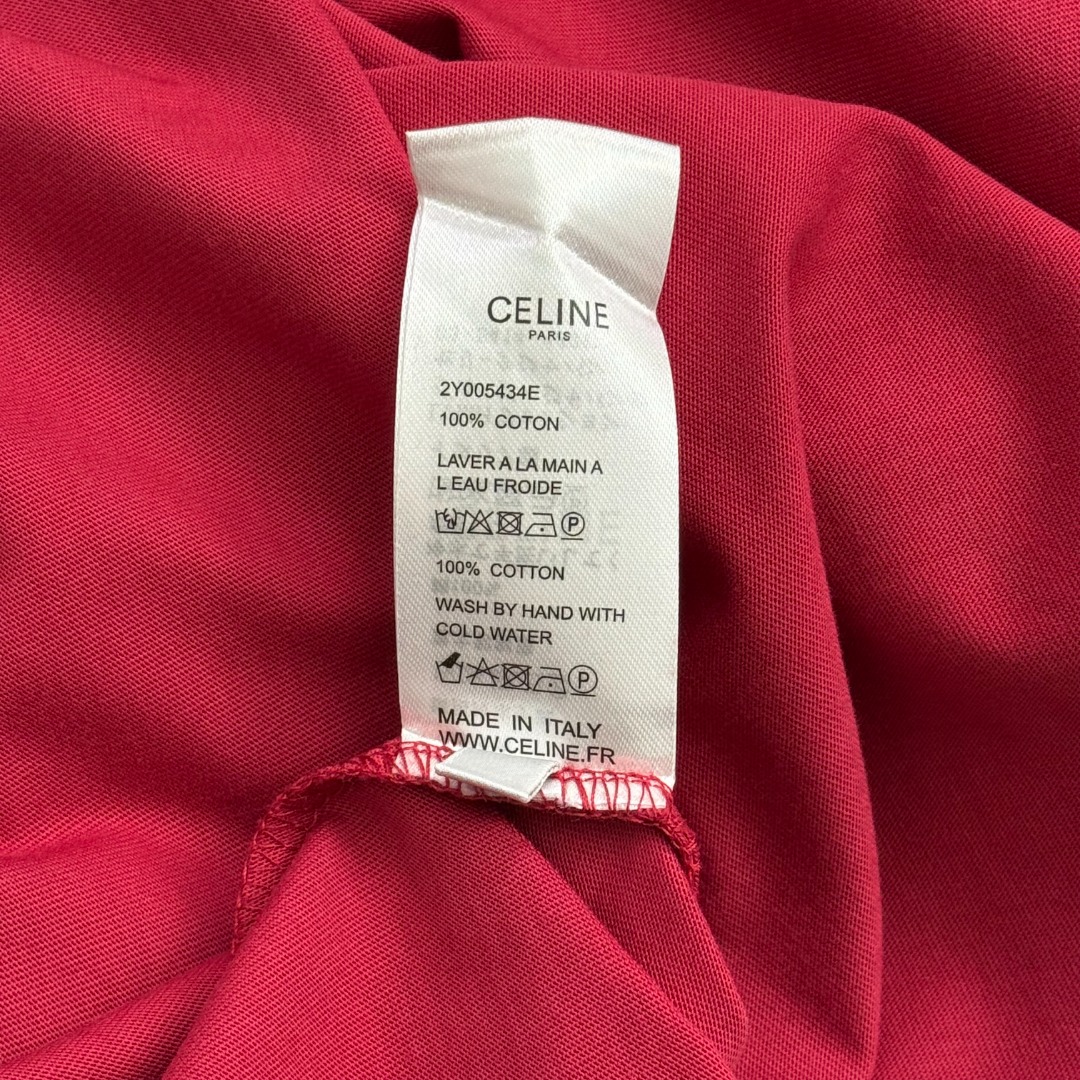 CELINE
PARIS
2Y005434E
100% COTON
LAVER A LA MAIN A
L EAU FROIDE
P
100% COTTON
WASH BY HAND WITH
COLD WATER
P
MADE IN ITALY
WWW.CELINE.FR